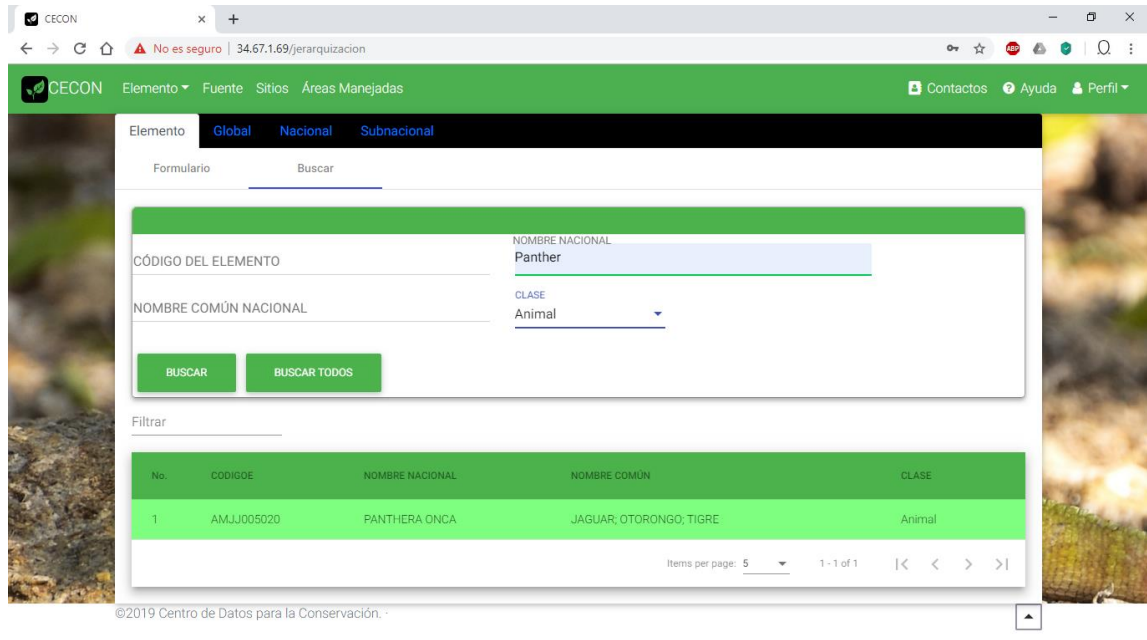 CECON
No es seguro | 34.67.1.69/jerarquizacion
ABP
CECON Elemento Fuente Sitios Áreas Manejadas Contactos Ayuda Perfil
Elemento Global Nacional Subnacional
Formulario Buscar
NOMBRE NACIONAL
CÓDIGO DEL ELEMENTO Panther
CLASE
NOMBRE COMÚN NACIONAL Animal
BUSCAR BUSCAR TODOS
Filtrar
No. CODIGOE NOMBRE NACIONAL NOMBRE COMÚN CLASE
1 AMJJ005020 PANTHERA ONCA JAGUAR; OTORONGO; TIGRE Animal
Items per page: 5 1 - 1 of 1
©2019 Centro de Datos para la Conservación. ·